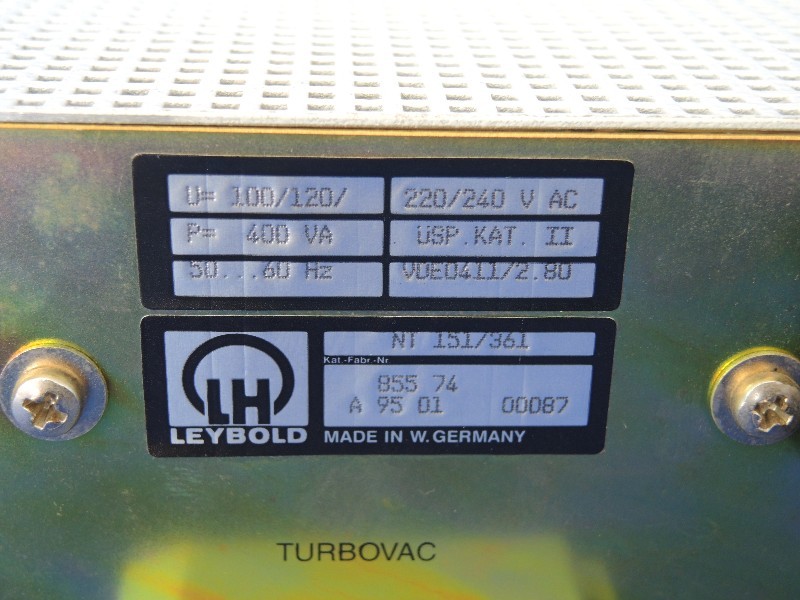 U= 100/120/ 220/240 V AC
P= 400 VA ÜSP.KAT. II
50...60 Hz VDE0411/2.80
NT 151/361
Kat.-Fabr.-Nr.
855 74
A 95 01 00087
LH
LEYBOLD MADE IN W. GERMANY
TURBOVAC